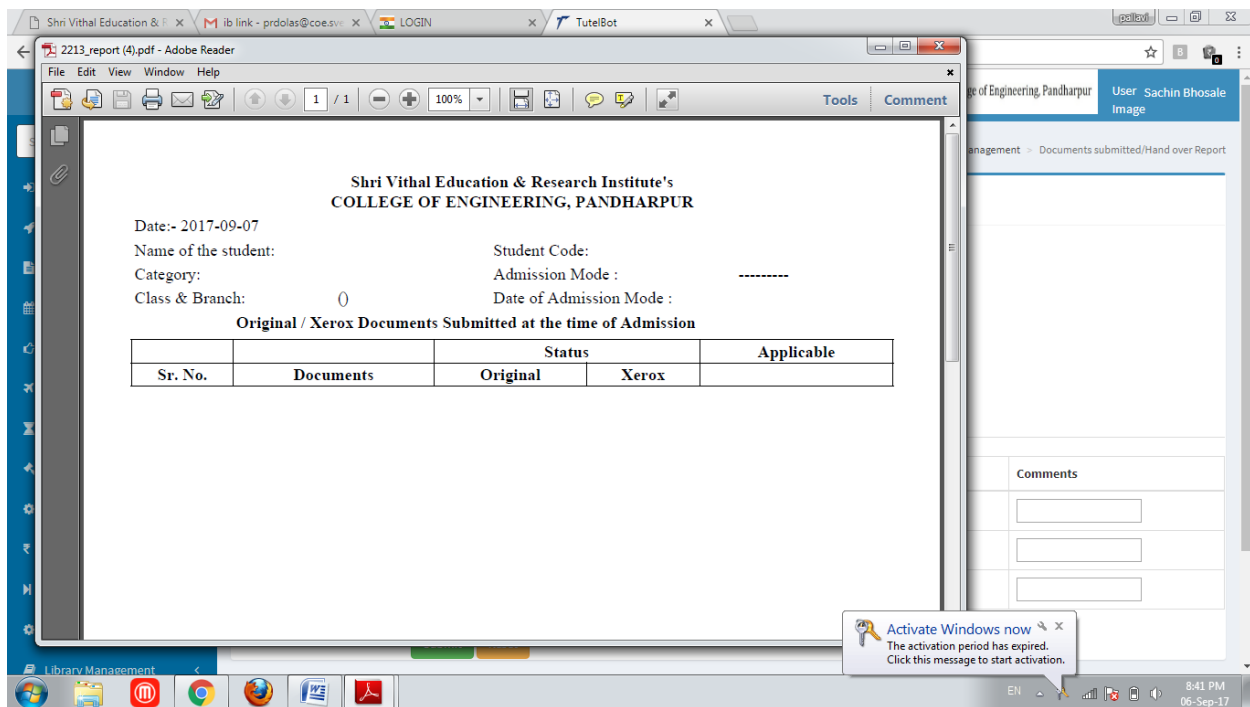 Shri Vithal Education & R
ib link - prdolas@coe.sve
LOGIN
TutelBot
pallavi
2213_report (4).pdf - Adobe Reader
File Edit View Window Help
1 / 1
100%
Tools
Comment
ge of Engineering, Pandharpur
User Image
Sachin Bhosale
anagement > Documents submitted/Hand over Report
Shri Vithal Education & Research Institute's
COLLEGE OF ENGINEERING, PANDHARPUR
Date:- 2017-09-07
Name of the student: Student Code:
Category: Admission Mode : ---------
Class & Branch: () Date of Admission Mode :
Original / Xerox Documents Submitted at the time of Admission
Status Applicable
Sr. No. Documents Original Xerox
Comments
Activate Windows now
The activation period has expired.
Click this message to start activation.
Library Management
EN
8:41 PM
06-Sep-17